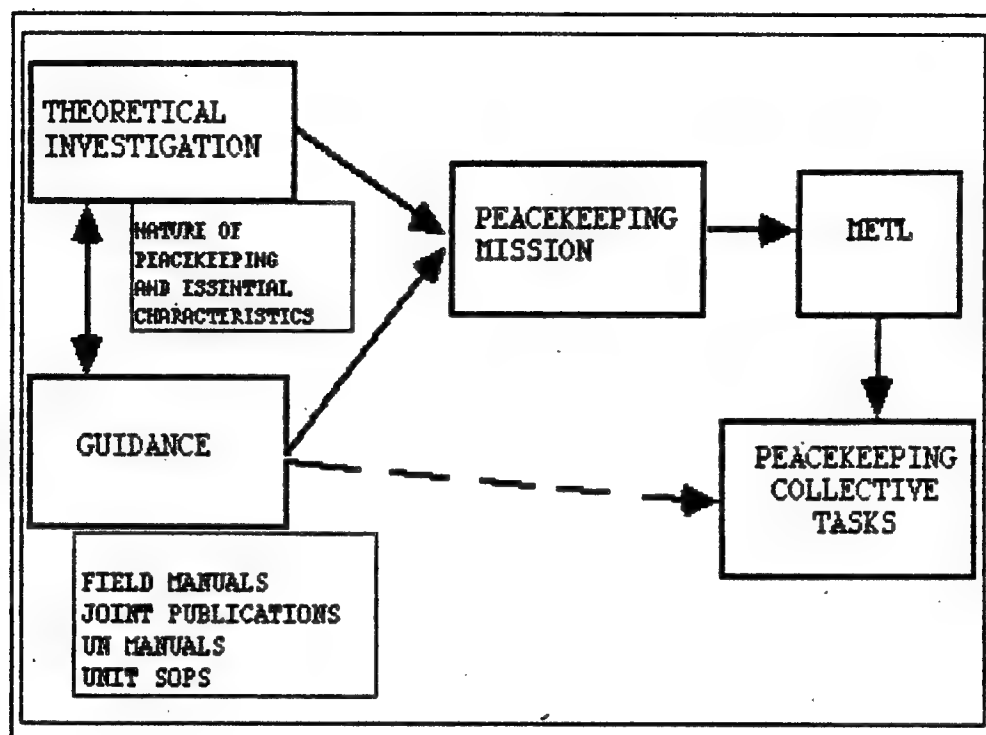 THEORETICAL
INVESTIGATION
NATURE OF
PEACEKEEPING
AND ESSENTIAL
CHARACTERISTICS
GUIDANCE
FIELD MANUALS
JOINT PUBLICATIONS
UN MANUALS
UNIT SOPS
PEACEKEEPING
MISSION
METL
PEACEKEEPING
COLLECTIVE
TASKS